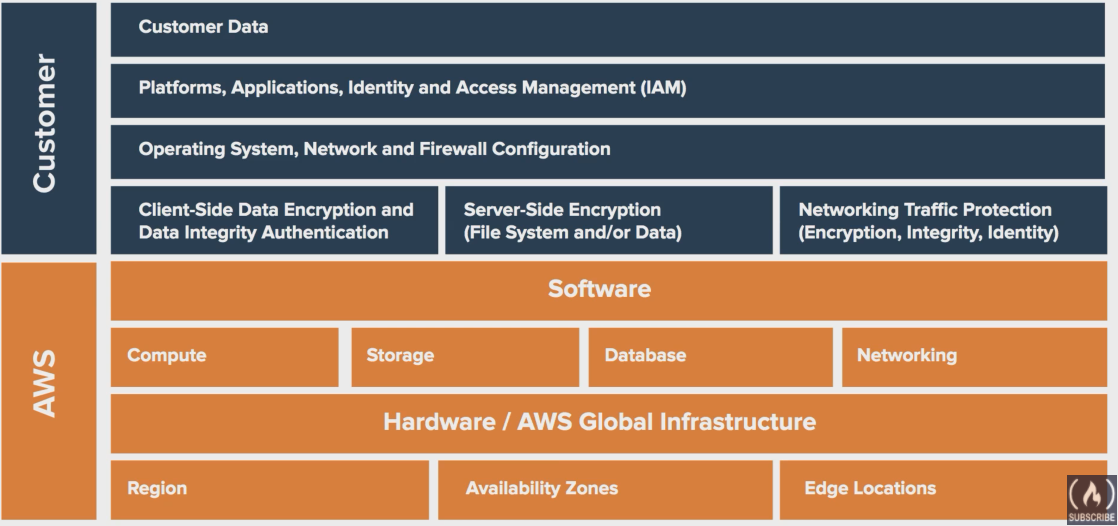 Customer
Customer Data
Platforms, Applications, Identity and Access Management (IAM)
Operating System, Network and Firewall Configuration
Client-Side Data Encryption and
Data Integrity Authentication
Server-Side Encryption
(File System and/or Data)
Networking Traffic Protection
(Encryption, Integrity, Identity)
AWS
Software
Compute
Storage
Database
Networking
Hardware / AWS Global Infrastructure
Region
Availability Zones
Edge Locations
SUBSCRIBE